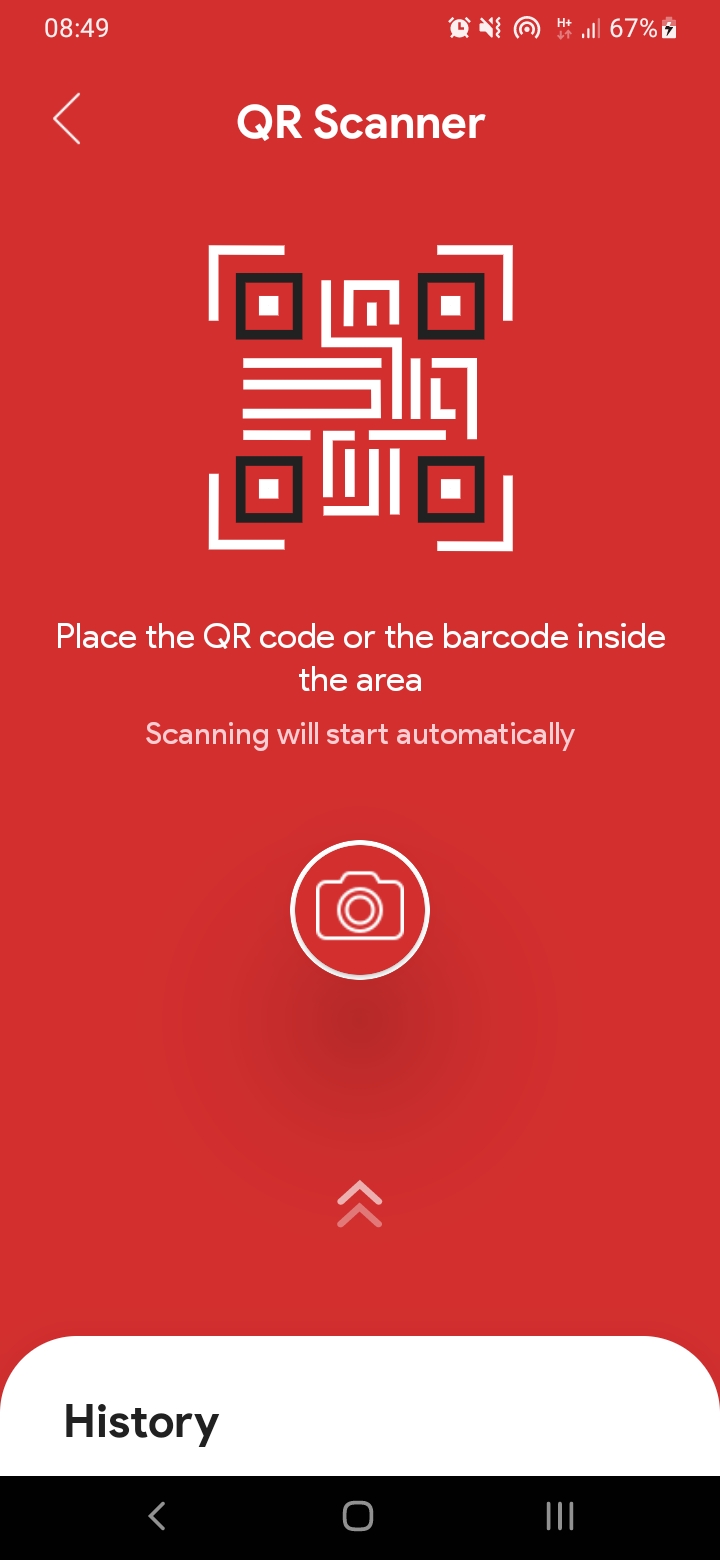 08:49
H+
67%
QR Scanner
Place the QR code or the barcode inside
the area
Scanning will start automatically
History